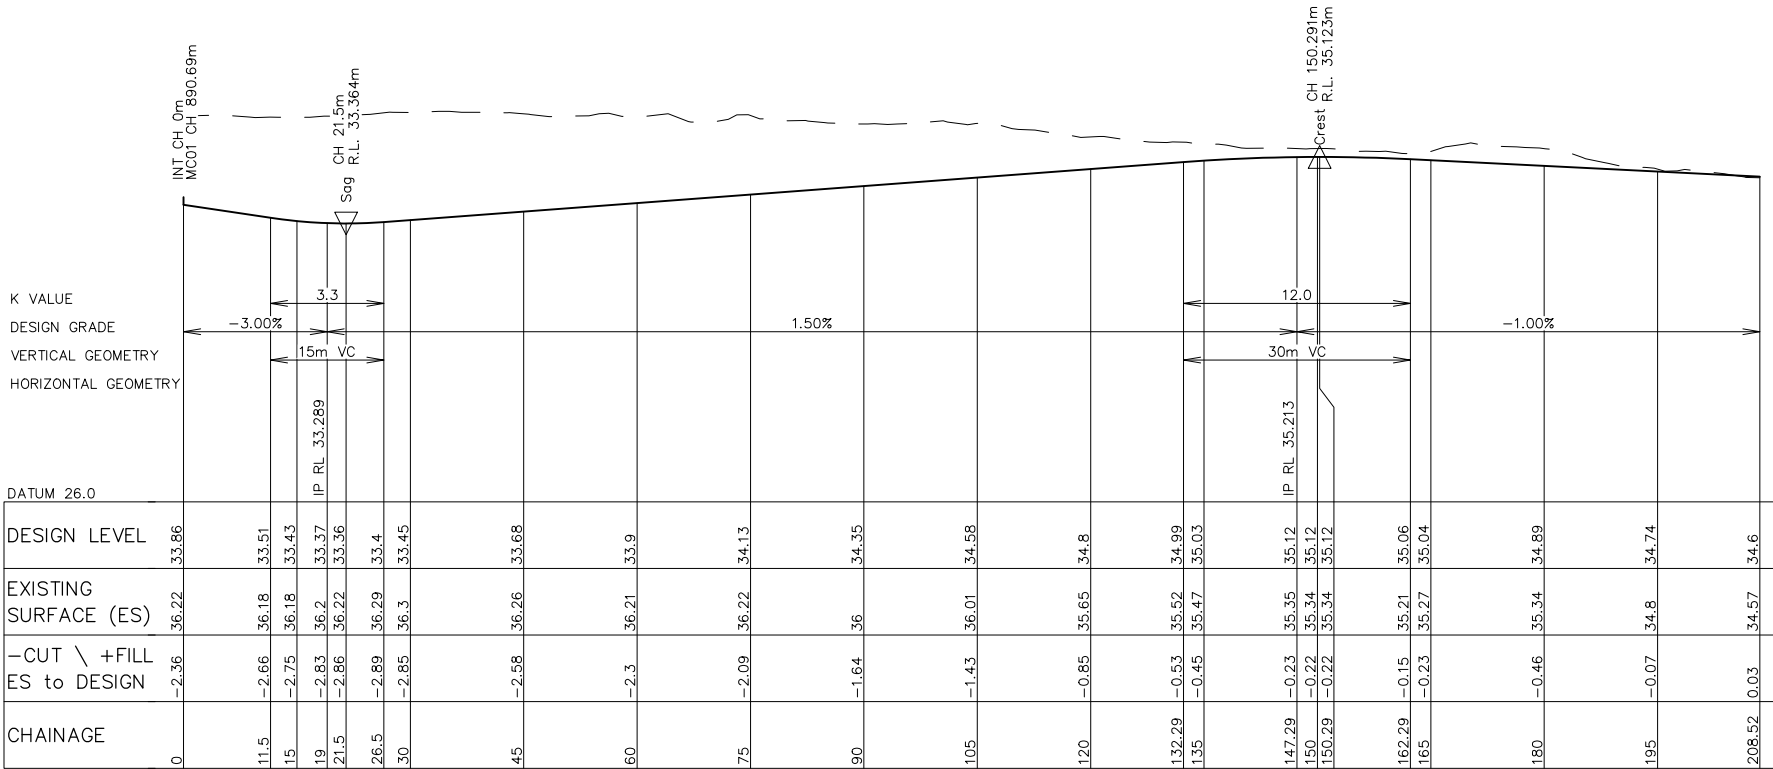 INT CH 0m
MC01 CH 890.69m
Sag CH 21.5m
R.L. 33.364m
Crest CH 150.291m
R.L. 35.123m
K VALUE 3.3 12.0
DESIGN GRADE -3.00% 1.50% -1.00%
VERTICAL GEOMETRY 15m VC 30m VC
HORIZONTAL GEOMETRY
IP RL 33.289
IP RL 35.213
DATUM 26.0
DESIGN LEVEL 33.86 33.51 33.43 33.37 33.36 33.4 33.45 33.68 33.9 34.13 34.35 34.58 34.8 34.99 35.03 35.12 35.12 35.12 35.06 35.04 34.89 34.74 34.6
EXISTING
SURFACE (ES) 36.22 36.18 36.18 36.2 36.22 36.29 36.3 36.26 36.21 36.22 36 36.01 35.65 35.52 35.47 35.35 35.34 35.34 35.21 35.27 35.34 34.8 34.57
-CUT \ +FILL
ES to DESIGN -2.36 -2.66 -2.75 -2.83 -2.86 -2.89 -2.85 -2.58 -2.3 -2.09 -1.64 -1.43 -0.85 -0.53 -0.45 -0.23 -0.22 -0.22 -0.15 -0.23 -0.46 -0.07 0.03
CHAINAGE 0 11.5 15 19 21.5 26.5 30 45 60 75 90 105 120 132.29 135 147.29 150 150.29 162.29 165 180 195 208.52